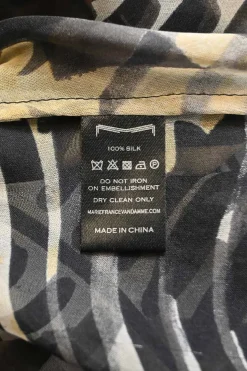 100% SILK
DO NOT IRON
ON EMBELLISHMENT
DRY CLEAN ONLY
MARIEFRANCEVANDAMME.COM
MADE IN CHINA